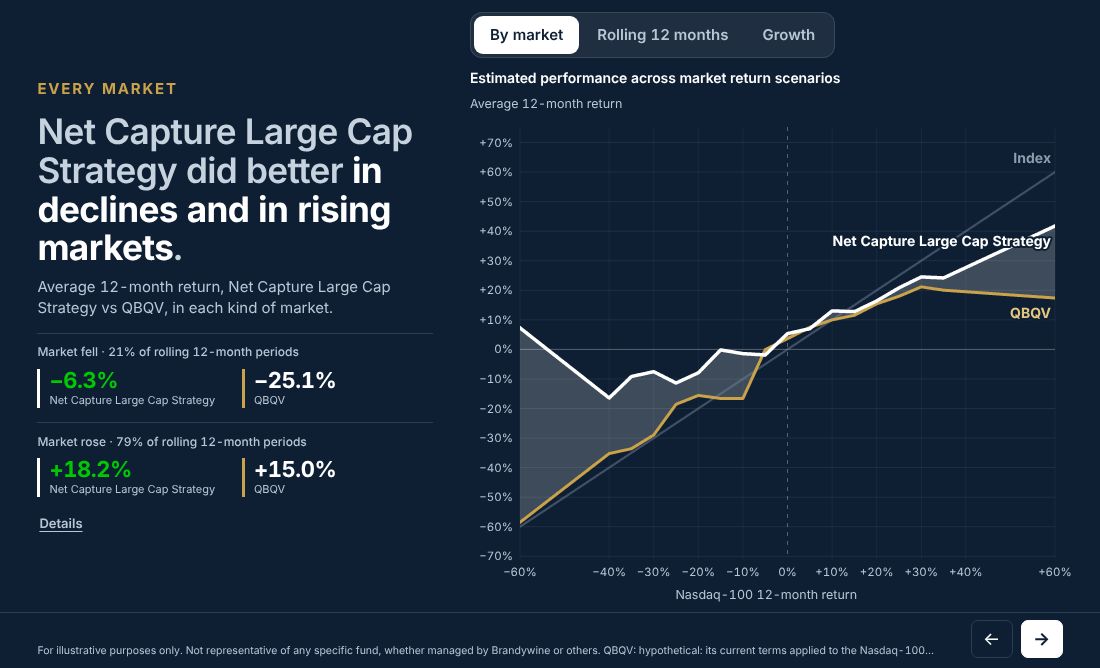 By market
Rolling 12 months
Growth
EVERY MARKET
Net Capture Large Cap
Strategy did better in
declines and in rising
markets.
Average 12-month return, Net Capture Large Cap
Strategy vs QBQV, in each kind of market.
Market fell · 21% of rolling 12-month periods
−6.3%
Net Capture Large Cap Strategy
−25.1%
QBQV
Market rose · 79% of rolling 12-month periods
+18.2%
Net Capture Large Cap Strategy
+15.0%
QBQV
Details
Estimated performance across market return scenarios
Average 12-month return
+70%
+60%
+50%
+40%
+30%
+20%
+10%
0%
−10%
−20%
−30%
−40%
−50%
−60%
−70%
Index
Net Capture Large Cap Strategy
QBQV
−60%
−40%
−30%
−20%
−10%
0%
+10%
+20%
+30%
+40%
+60%
Nasdaq-100 12-month return
For illustrative purposes only. Not representative of any specific fund, whether managed by Brandywine or others. QBQV: hypothetical: its current terms applied to the Nasdaq-100…